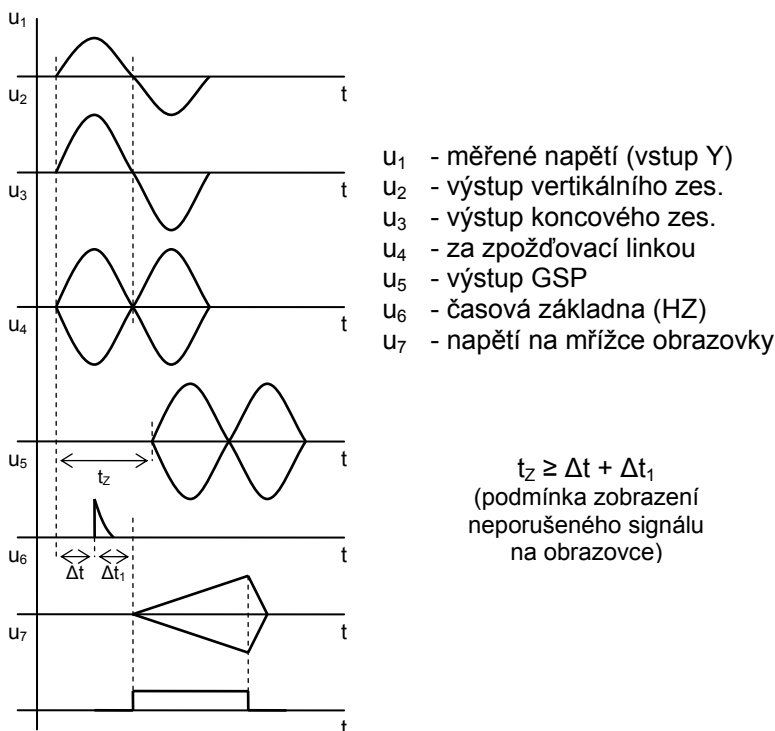 u1
t
u2
t
u3
t
u4
t
u5
tZ
t
u6
Δt
Δt1
t
u7
t
u1 - měřené napětí (vstup Y)
u2 - výstup vertikálního zes.
u3 - výstup koncového zes.
u4 - za zpožďovací linkou
u5 - výstup GSP
u6 - časová základna (HZ)
u7 - napětí na mřížce obrazovky
tZ ≥ Δt + Δt1
(podmínka zobrazení
neporušeného signálu
na obrazovce)